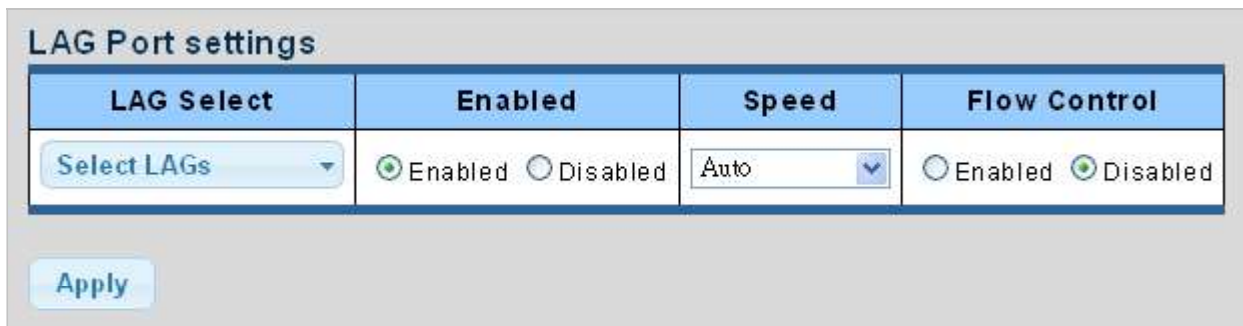 LAG Port settings
LAG Select Enabled Speed Flow Control
Select LAGs Enabled Disabled Auto Enabled Disabled
Apply